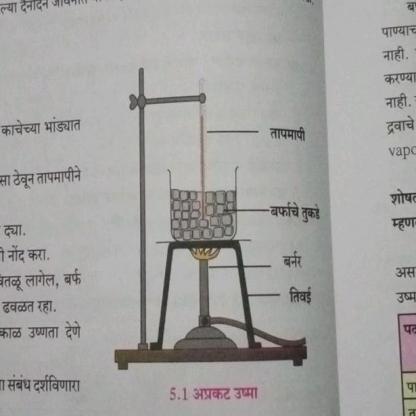 ल्या दैनंदिन जीवनात
काचेच्या भांड्यात
सा ठेवून तापमापीने
द्या.
नोंद करा.
वितळू लागेल, बर्फ
ढवळत रहा.
काळ उष्णता देणे
संबंध दर्शविणारा
तापमापी
बर्फाचे तुकडे
बर्नर
तिवई
5.1 अप्रकट उष्मा
पाण्याच
नाही.
करण्या
नाही.
द्रवाचे
vapo
शोषत
म्हण
अस
उष्म
पद
पा